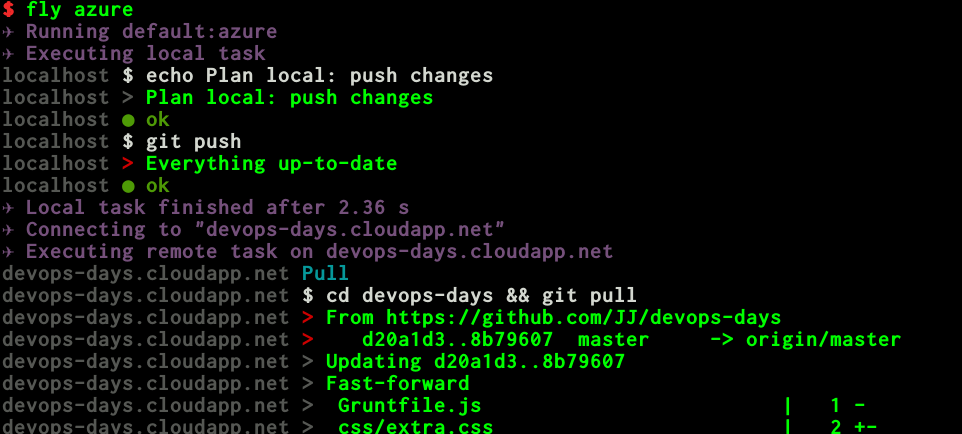 $ fly azure
✈ Running default:azure
✈ Executing local task
localhost $ echo Plan local: push changes
localhost > Plan local: push changes
localhost ● ok
localhost $ git push
localhost > Everything up-to-date
localhost ● ok
✈ Local task finished after 2.36 s
✈ Connecting to "devops-days.cloudapp.net"
✈ Executing remote task on devops-days.cloudapp.net
devops-days.cloudapp.net Pull
devops-days.cloudapp.net $ cd devops-days && git pull
devops-days.cloudapp.net > From https://github.com/JJ/devops-days
devops-days.cloudapp.net >    d20a1d3..8b79607  master     -> origin/master
devops-days.cloudapp.net > Updating d20a1d3..8b79607
devops-days.cloudapp.net > Fast-forward
devops-days.cloudapp.net >  Gruntfile.js                         |   1 -
devops-days.cloudapp.net >  css/extra.css                        |   2 +-